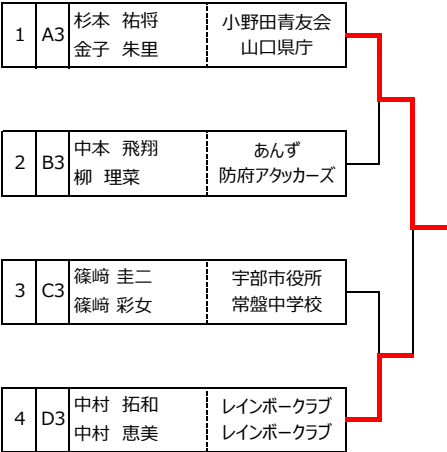 1 A3 杉本 祐将 小野田青友会
金子 朱里 山口県庁
2 B3 中本 飛翔 あんず
柳 理菜 防府アタッカーズ
3 C3 篠﨑 圭二 宇部市役所
篠﨑 彩女 常盤中学校
4 D3 中村 拓和 レインボークラブ
中村 恵美 レインボークラブ